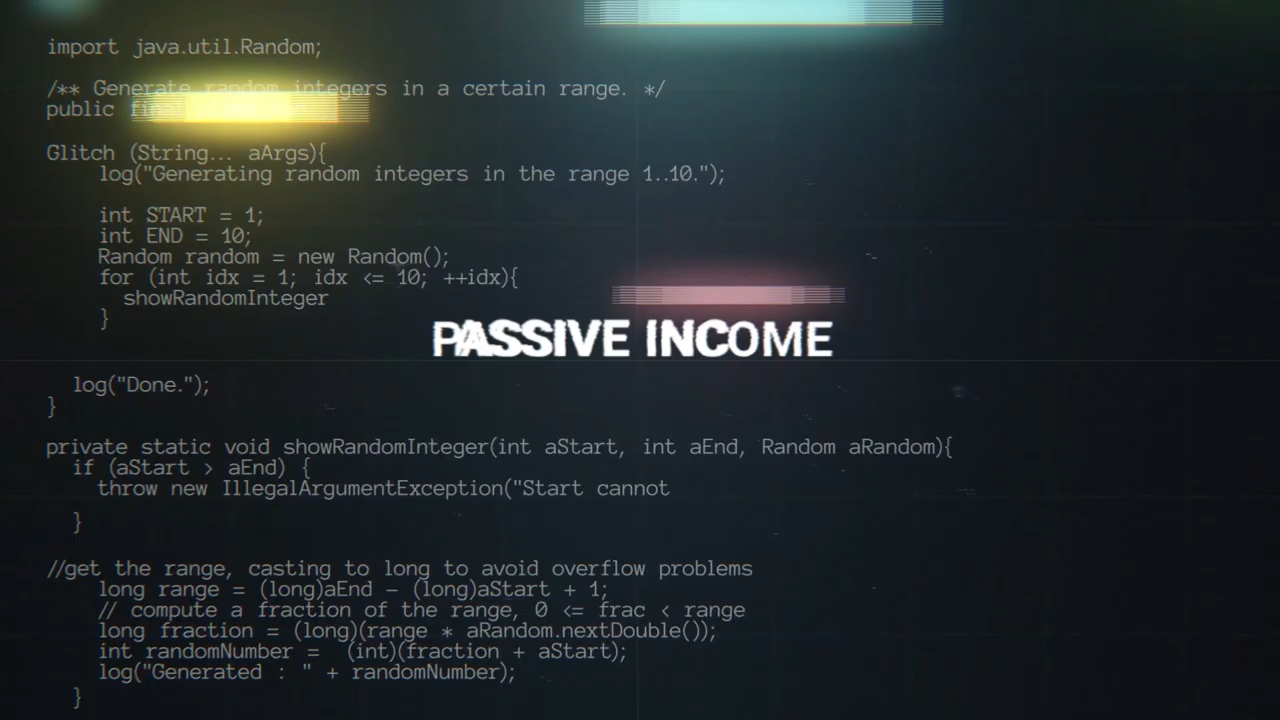 import java.util.Random;
/** Generate random integers in a certain range. */
public
Glitch (String... aArgs){
log("Generating random integers in the range 1..10.");
int START = 1;
int END = 10;
Random random = new Random();
for (int idx = 1; idx <= 10; ++idx){
showRandomInteger
}
PASSIVE INCOME
log("Done.");
}
private static void showRandomInteger(int aStart, int aEnd, Random aRandom){
if (aStart > aEnd) {
throw new IllegalArgumentException("Start cannot
}
//get the range, casting to long to avoid overflow problems
long range = (long)aEnd - (long)aStart + 1;
// compute a fraction of the range, 0 <= frac < range
long fraction = (long)(range * aRandom.nextDouble());
int randomNumber = (int)(fraction + aStart);
log("Generated : " + randomNumber);
}